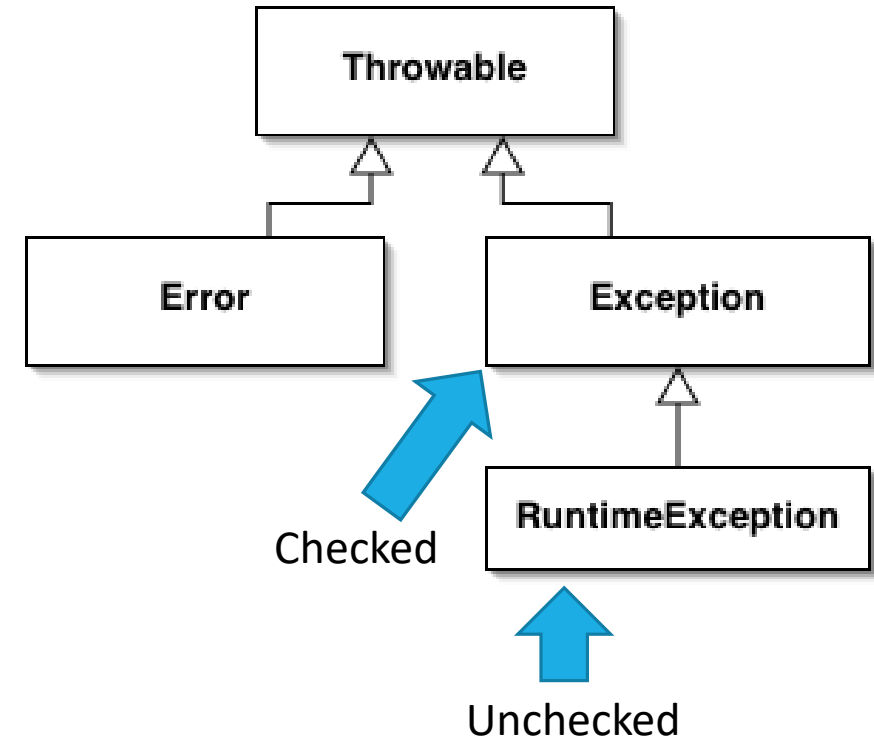 Throwable
Error
Exception
Checked
RuntimeException
Unchecked